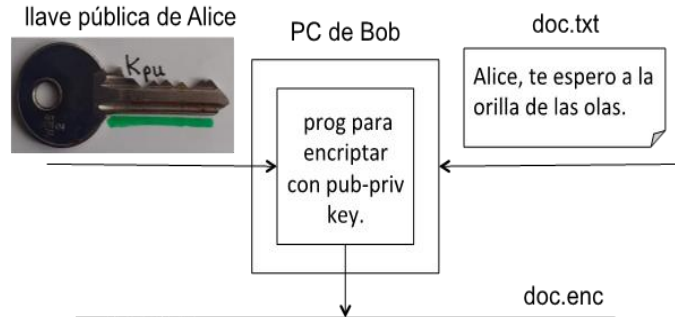 llave pública de Alice
Kpu
PC de Bob
prog para
encriptar
con pub-priv
key.
doc.txt
Alice, te espero a la
orilla de las olas.
doc.enc